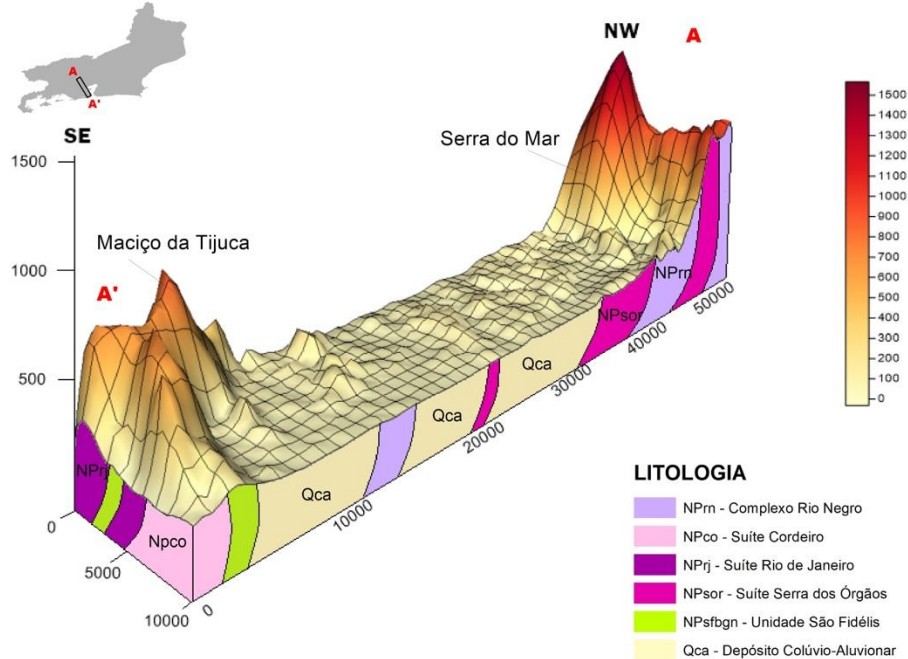 NW
A
A
A'
SE
1500
Serra do Mar
Maciço da Tijuca
1000
A'
500
1500
1400
1300
1200
1100
1000
900
800
700
600
500
400
300
200
100
0
NPrn
NPsor
50000
40000
Qca
30000
Qca
20000
NPrj
Qca
10000
0
Npco
5000
10000
0
LITOLOGIA
NPrn - Complexo Rio Negro
NPco - Suíte Cordeiro
NPrj - Suíte Rio de Janeiro
NPsor - Suíte Serra dos Órgãos
NPsfbgn - Unidade São Fidélis
Qca - Depósito Colúvio-Aluvionar